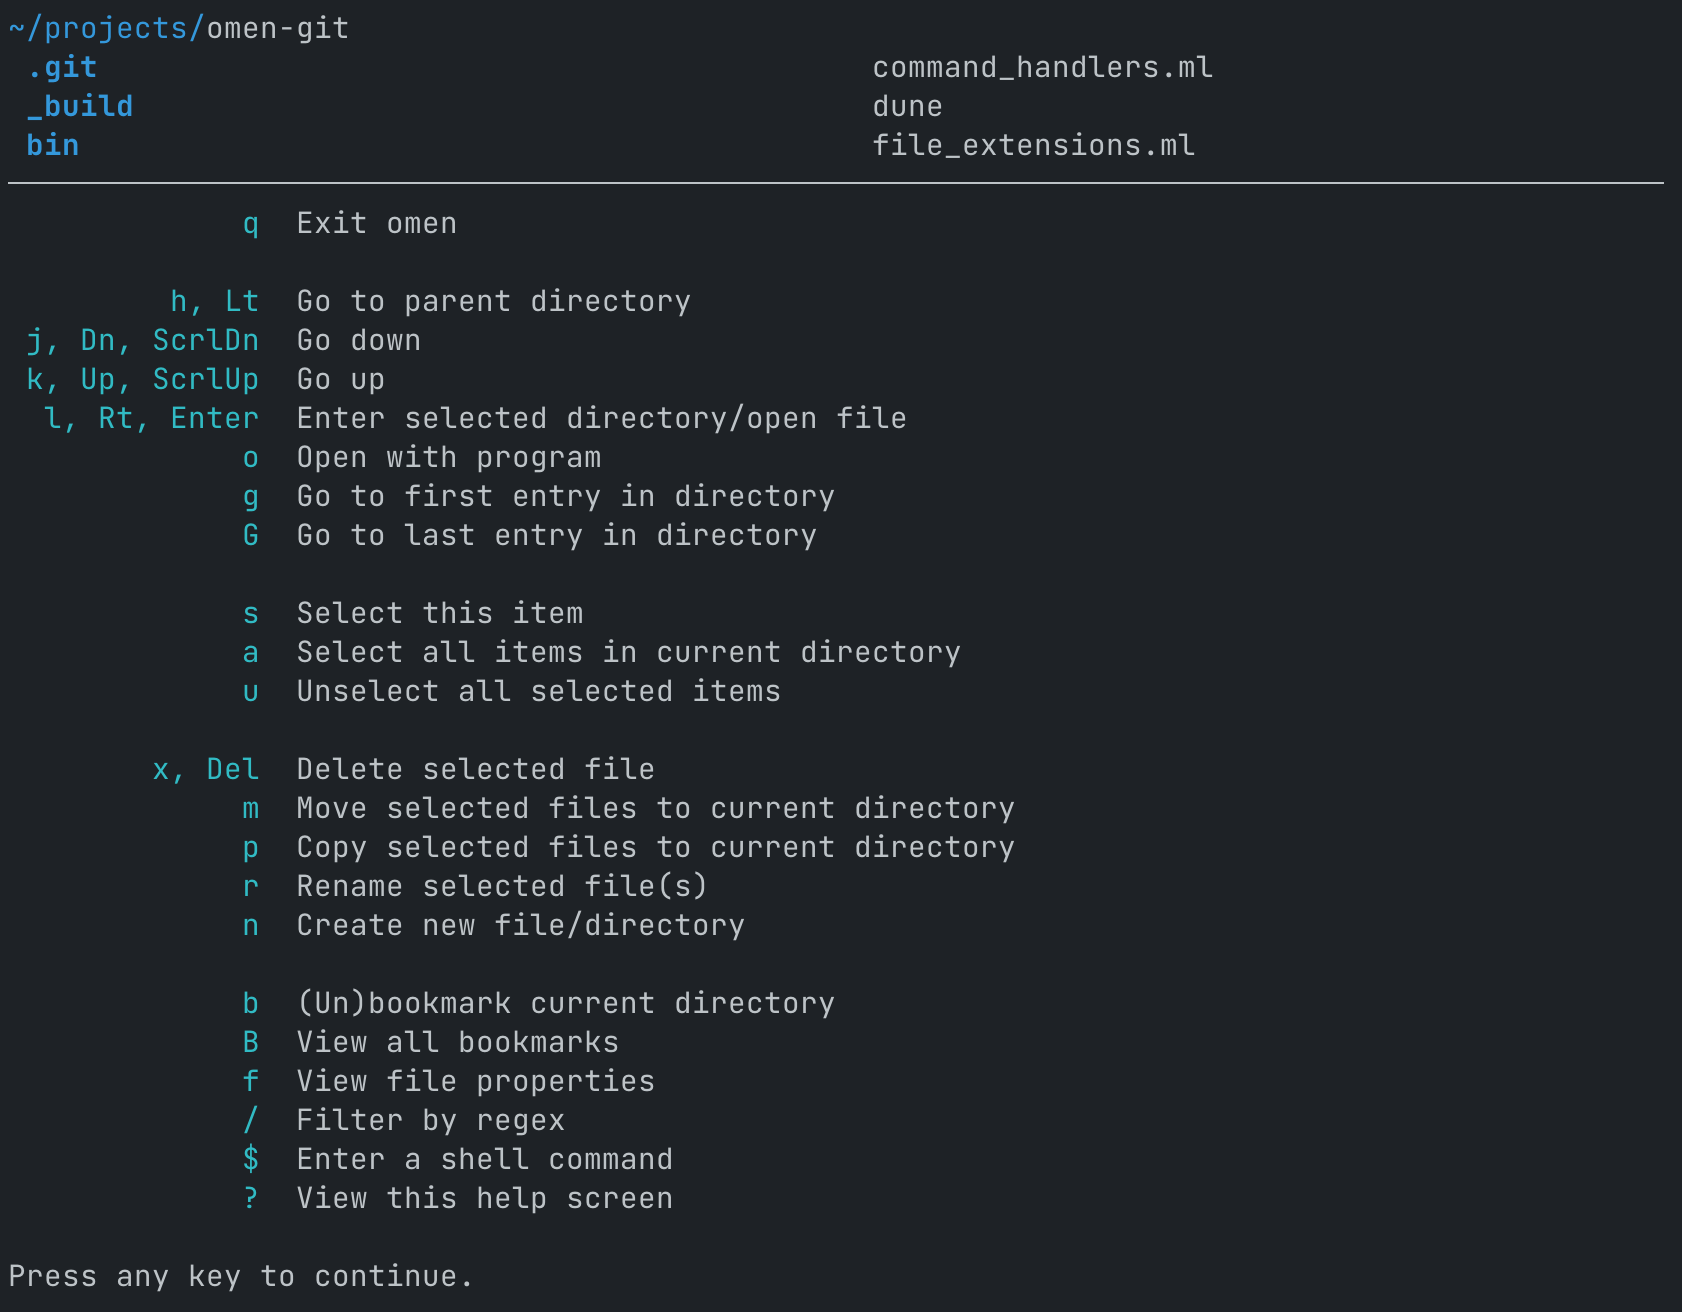 ~/projects/omen-git
.git command_handlers.ml
_build dune
bin file_extensions.ml
q Exit omen
h, Lt Go to parent directory
j, Dn, ScrlDn Go down
k, Up, ScrlUp Go up
l, Rt, Enter Enter selected directory/open file
o Open with program
g Go to first entry in directory
G Go to last entry in directory
s Select this item
a Select all items in current directory
u Unselect all selected items
x, Del Delete selected file
m Move selected files to current directory
p Copy selected files to current directory
r Rename selected file(s)
n Create new file/directory
b (Un)bookmark current directory
B View all bookmarks
f View file properties
/ Filter by regex
$ Enter a shell command
? View this help screen
Press any key to continue.